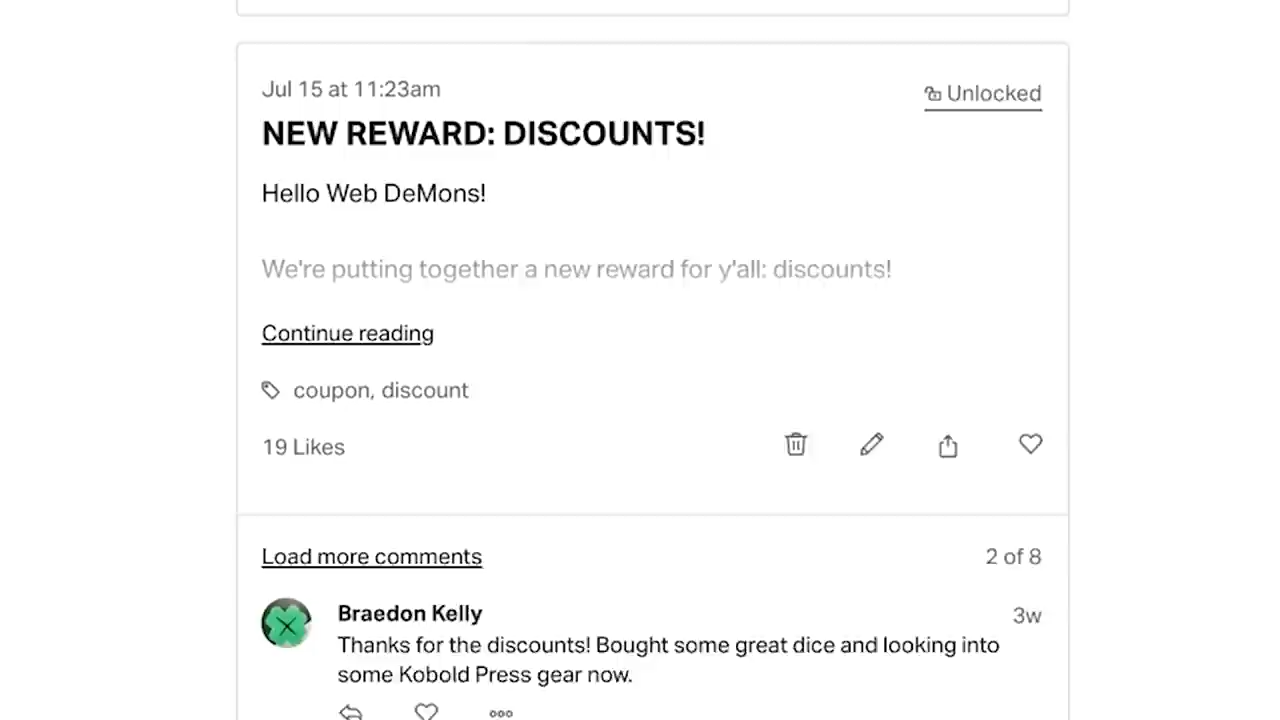 Jul 15 at 11:23am
Unlocked
NEW REWARD: DISCOUNTS!
Hello Web DeMons!
We're putting together a new reward for y'all: discounts!
Continue reading
coupon, discount
19 Likes
Load more comments
2 of 8
Braedon Kelly
3w
Thanks for the discounts! Bought some great dice and looking into
some Kobold Press gear now.